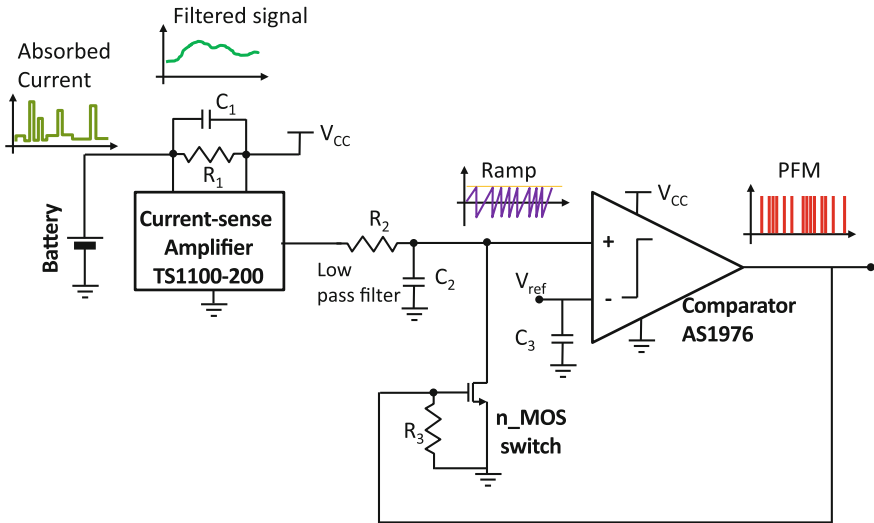 Filtered signal
Absorbed
Current
C1
VCC
R1
Current-sense
Amplifier
TS1100-200
Battery
R2
Low
pass filter
C2
Ramp
Vref
C3
+
-
VCC
PFM
Comparator
AS1976
R3
n_MOS
switch